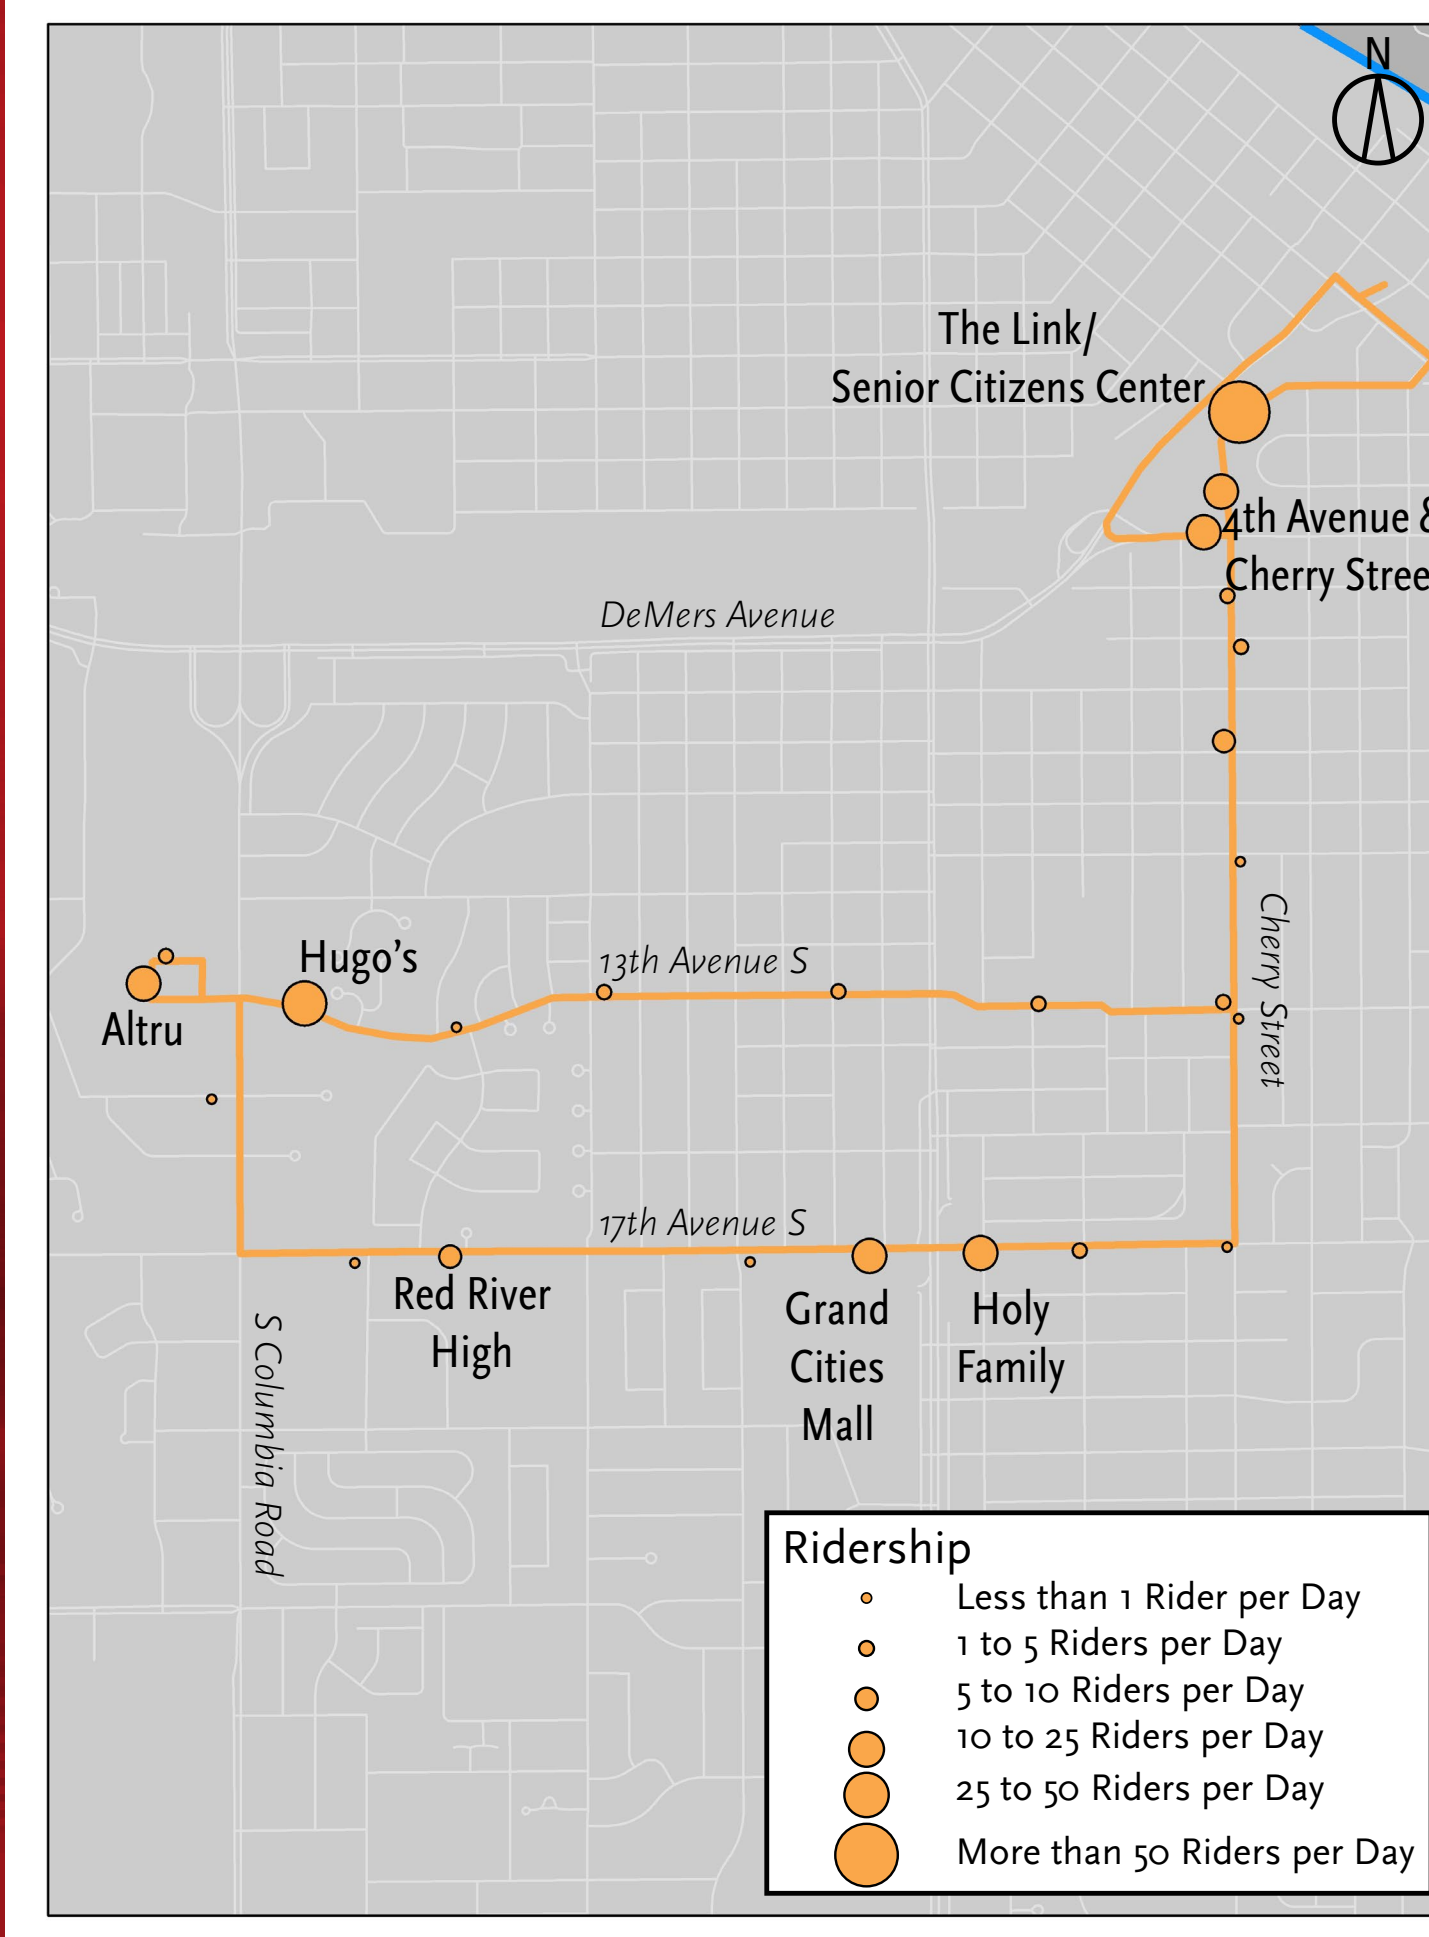 N
The Link/
Senior Citizens Center
4th Avenue &
Cherry Stree
DeMers Avenue
Cherry Street
Hugo's
13th Avenue S
Altru
17th Avenue S
Red River
High
Grand
Cities
Mall
Holy
Family
S Columbia Road
Ridership
Less than 1 Rider per Day
1 to 5 Riders per Day
5 to 10 Riders per Day
10 to 25 Riders per Day
25 to 50 Riders per Day
More than 50 Riders per Day